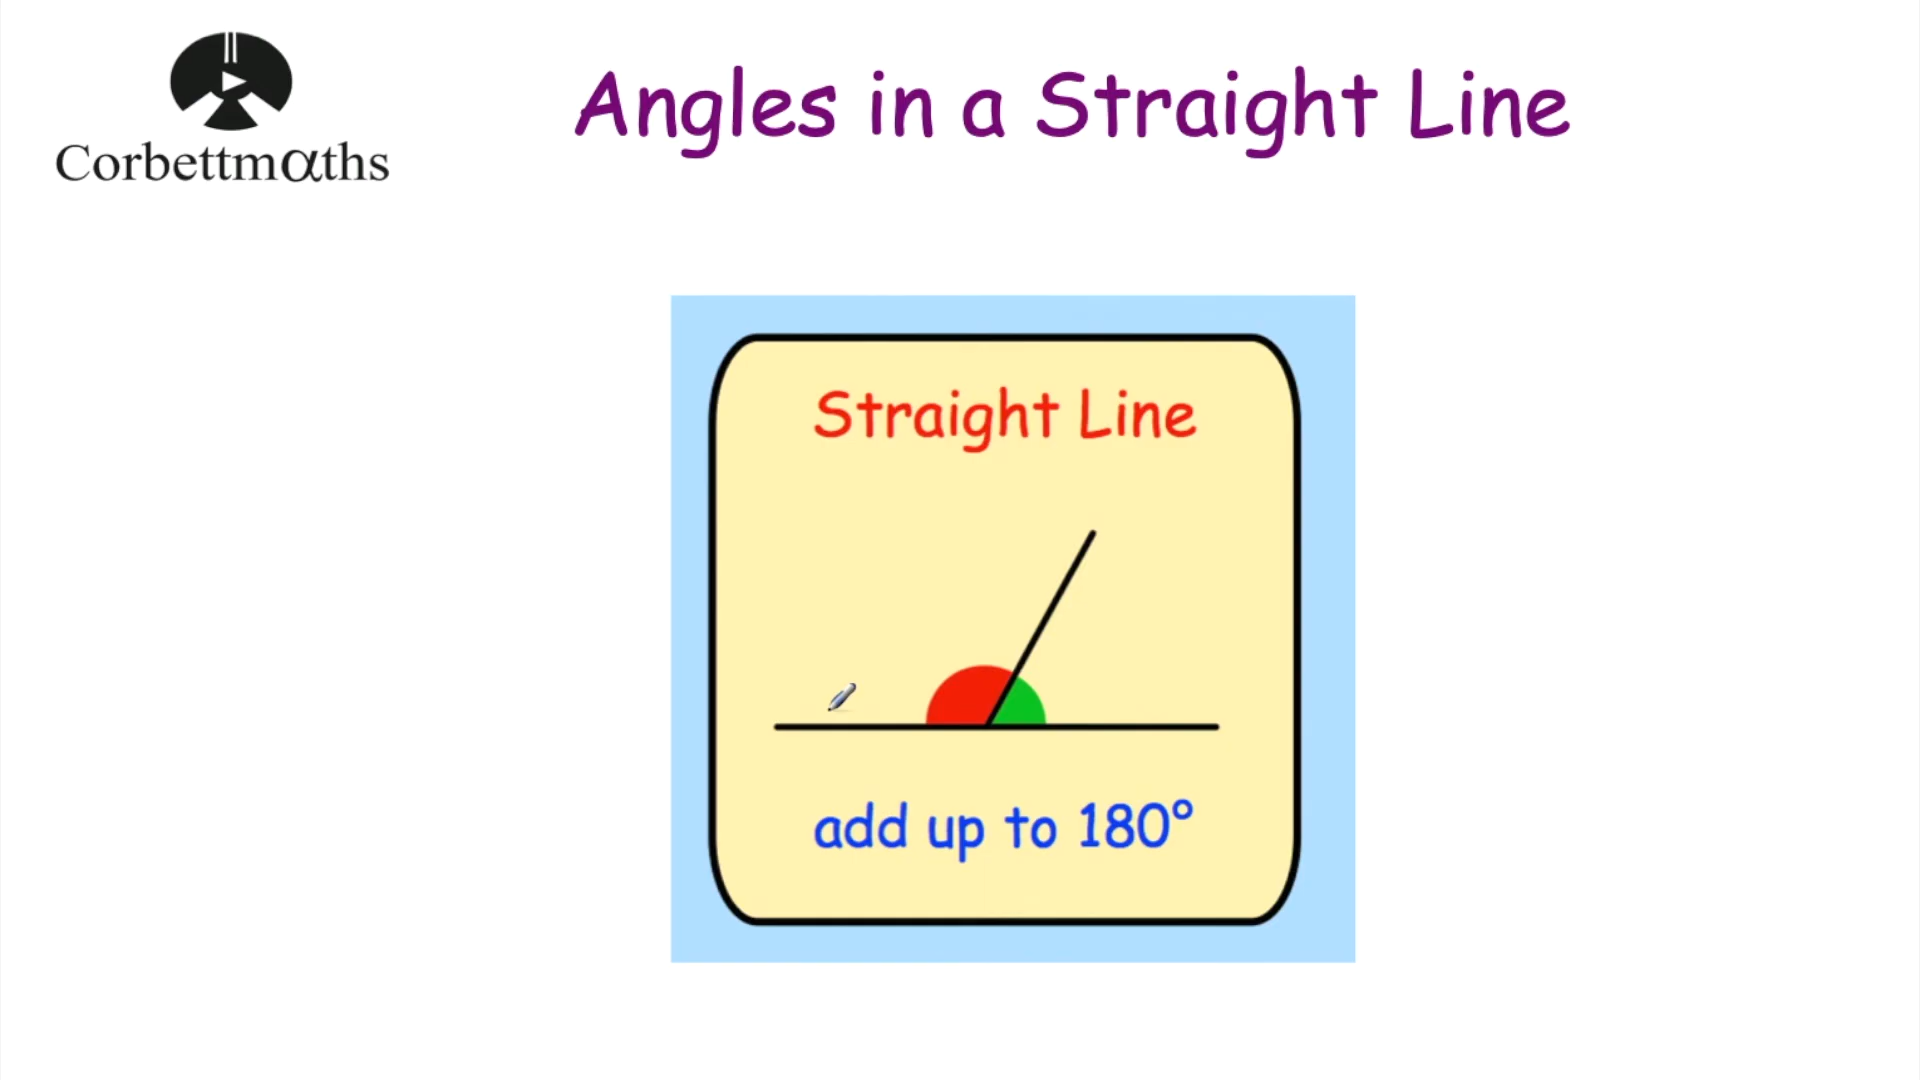 Corbettmαths
Angles in a Straight Line
Straight Line
add up to 180°